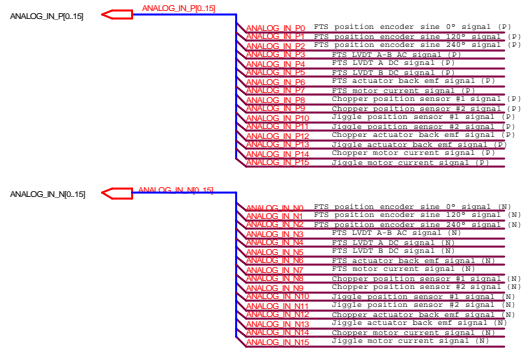 ANALOG_IN_P[0..15] ANALOG_IN_P[0..15]
ANALOG_IN_P0 FTS position encoder sine 0° signal (P)
ANALOG_IN_P1 FTS position encoder sine 120° signal (P)
ANALOG_IN_P2 FTS position encoder sine 240° signal (P)
ANALOG_IN_P3 FTS LVDT A-B AC signal (P)
ANALOG_IN_P4 FTS LVDT A DC signal (P)
ANALOG_IN_P5 FTS LVDT B DC signal (P)
ANALOG_IN_P6 FTS actuator back emf signal (P)
ANALOG_IN_P7 FTS motor current signal (P)
ANALOG_IN_P8 Chopper position sensor #1 signal (P)
ANALOG_IN_P9 Chopper position sensor #2 signal (P)
ANALOG_IN_P10 Jiggle position sensor #1 signal (P)
ANALOG_IN_P11 Jiggle position sensor #2 signal (P)
ANALOG_IN_P12 Chopper actuator back emf signal (P)
ANALOG_IN_P13 Jiggle actuator back emf signal (P)
ANALOG_IN_P14 Chopper motor current signal (P)
ANALOG_IN_P15 Jiggle motor current signal (P)
ANALOG_IN_N[0..15] ANALOG_IN_N[0..15]
ANALOG_IN_N0 FTS position encoder sine 0° signal (N)
ANALOG_IN_N1 FTS position encoder sine 120° signal (N)
ANALOG_IN_N2 FTS position encoder sine 240° signal (N)
ANALOG_IN_N3 FTS LVDT A-B AC signal (N)
ANALOG_IN_N4 FTS LVDT A DC signal (N)
ANALOG_IN_N5 FTS LVDT B DC signal (N)
ANALOG_IN_N6 FTS actuator back emf signal (N)
ANALOG_IN_N7 FTS motor current signal (N)
ANALOG_IN_N8 Chopper position sensor #1 signal (N)
ANALOG_IN_N9 Chopper position sensor #2 signal (N)
ANALOG_IN_N10 Jiggle position sensor #1 signal (N)
ANALOG_IN_N11 Jiggle position sensor #2 signal (N)
ANALOG_IN_N12 Chopper actuator back emf signal (N)
ANALOG_IN_N13 Jiggle actuator back emf signal (N)
ANALOG_IN_N14 Chopper motor current signal (N)
ANALOG_IN_N15 Jiggle motor current signal (N)